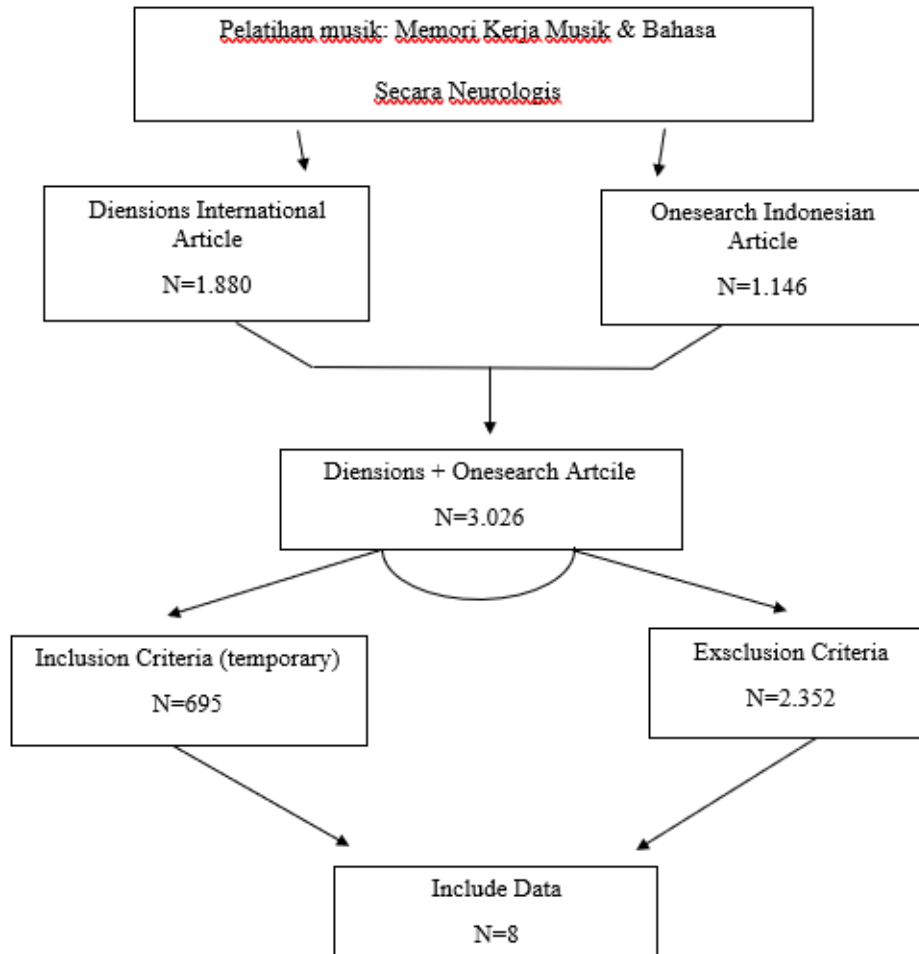 Pelatihan musik: Memori Kerja Musik & Bahasa
Secara Neurologis
Diensions International
Article
N=1.880
Onesearch Indonesian
Article
N=1.146
Diensions + Onesearch Artcile
N=3.026
Inclusion Criteria (temporary)
N=695
Exsclusion Criteria
N=2.352
Include Data
N=8